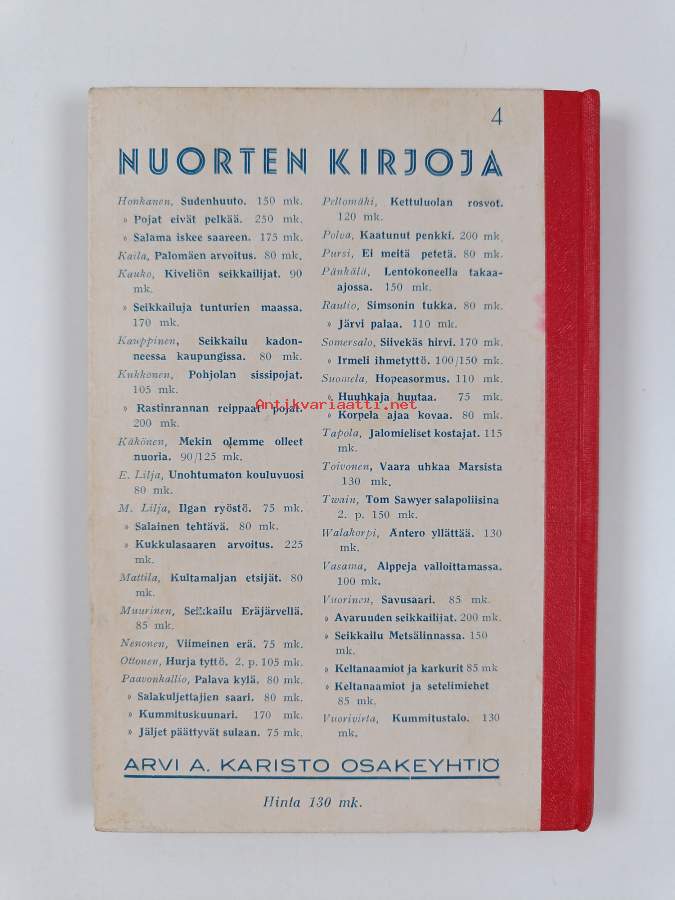 4
NUORTEN KIRJOJA
Honkanen, Sudenhuuto. 150 mk.
» Pojat eivät pelkää. 250 mk.
» Salama iskee saareen. 175 mk.
Kaila, Palomäen arvoitus. 80 mk.
Kauko, Kiveliön seikkailijat. 90
mk.
» Seikkailuja tunturien maassa.
170 mk.
Kauppinen, Seikkailu kadon-
neessa kaupungissa. 80 mk.
Kukkonen, Pohjolan sissipojat.
105 mk.
» Rastinrannan reippaat pojat.
200 mk.
Käkönen, Mekin olemme olleet
nuoria. 90/125 mk.
E. Lilja, Unohtumaton kouluvuosi
80 mk.
M. Lilja, Ilgan ryöstö. 75 mk.
» Salainen tehtävä. 80 mk.
» Kukkulasaaren arvoitus. 225
mk.
Mattila, Kultamaljan etsijät. 80
mk.
Muurinen, Seikkailu Eräjärvellä.
85 mk.
Nenonen, Viimeinen erä. 75 mk.
Ottonen, Hurja tyttö. 2. p. 105 mk.
Paavonkallio, Palava kylä. 80 mk.
» Salakuljettajien saari. 80 mk.
» Kummituskuunari. 170 mk.
» Jäljet päättyvät sulaan. 75 mk.
Peltomäki, Kettuluolan rosvot.
120 mk.
Polva, Kaatunut penkki. 200 mk
Pursi, Ei meitä petetä. 80 mk.
Pänkälä, Lentokoneella takaa-
ajossa. 150 mk.
Rautio, Simsonin tukka. 80 mk.
» Järvi palaa. 110 mk.
Somersalo, Siivekäs hirvi. 170 mk.
» Irmeli ihmetyttö. 100/150 mk.
Suomela, Hopeasormus. 110 mk.
» Huuhkaja huutaa. 75 mk.
» Korpela ajaa kovaa. 80 mk.
Tapola, Jalomieliset kostajat. 115
mk.
Toivonen, Vaara uhkaa Marsista
130 mk.
Twain, Tom Sawyer salapoliisina
2. p. 150 mk.
Walakorpi, Antero yllättää. 130
mk.
Vasama, Alppeja valloittamassa.
100 mk.
Vuorinen, Savusaari. 85 mk.
» Avaruuden seikkailijat. 200 mk.
» Seikkailu Metsälinnassa. 150
mk.
» Keltanaamiot ja karkurit 85 mk
» Keltanaamiot ja setelimiehet
85 mk.
Vuorivirta, Kummitustalo. 130
mk.
Antikvariaatti.net
ARVI A. KARISTO OSAKEYHTIÖ
Hinta 130 mk.